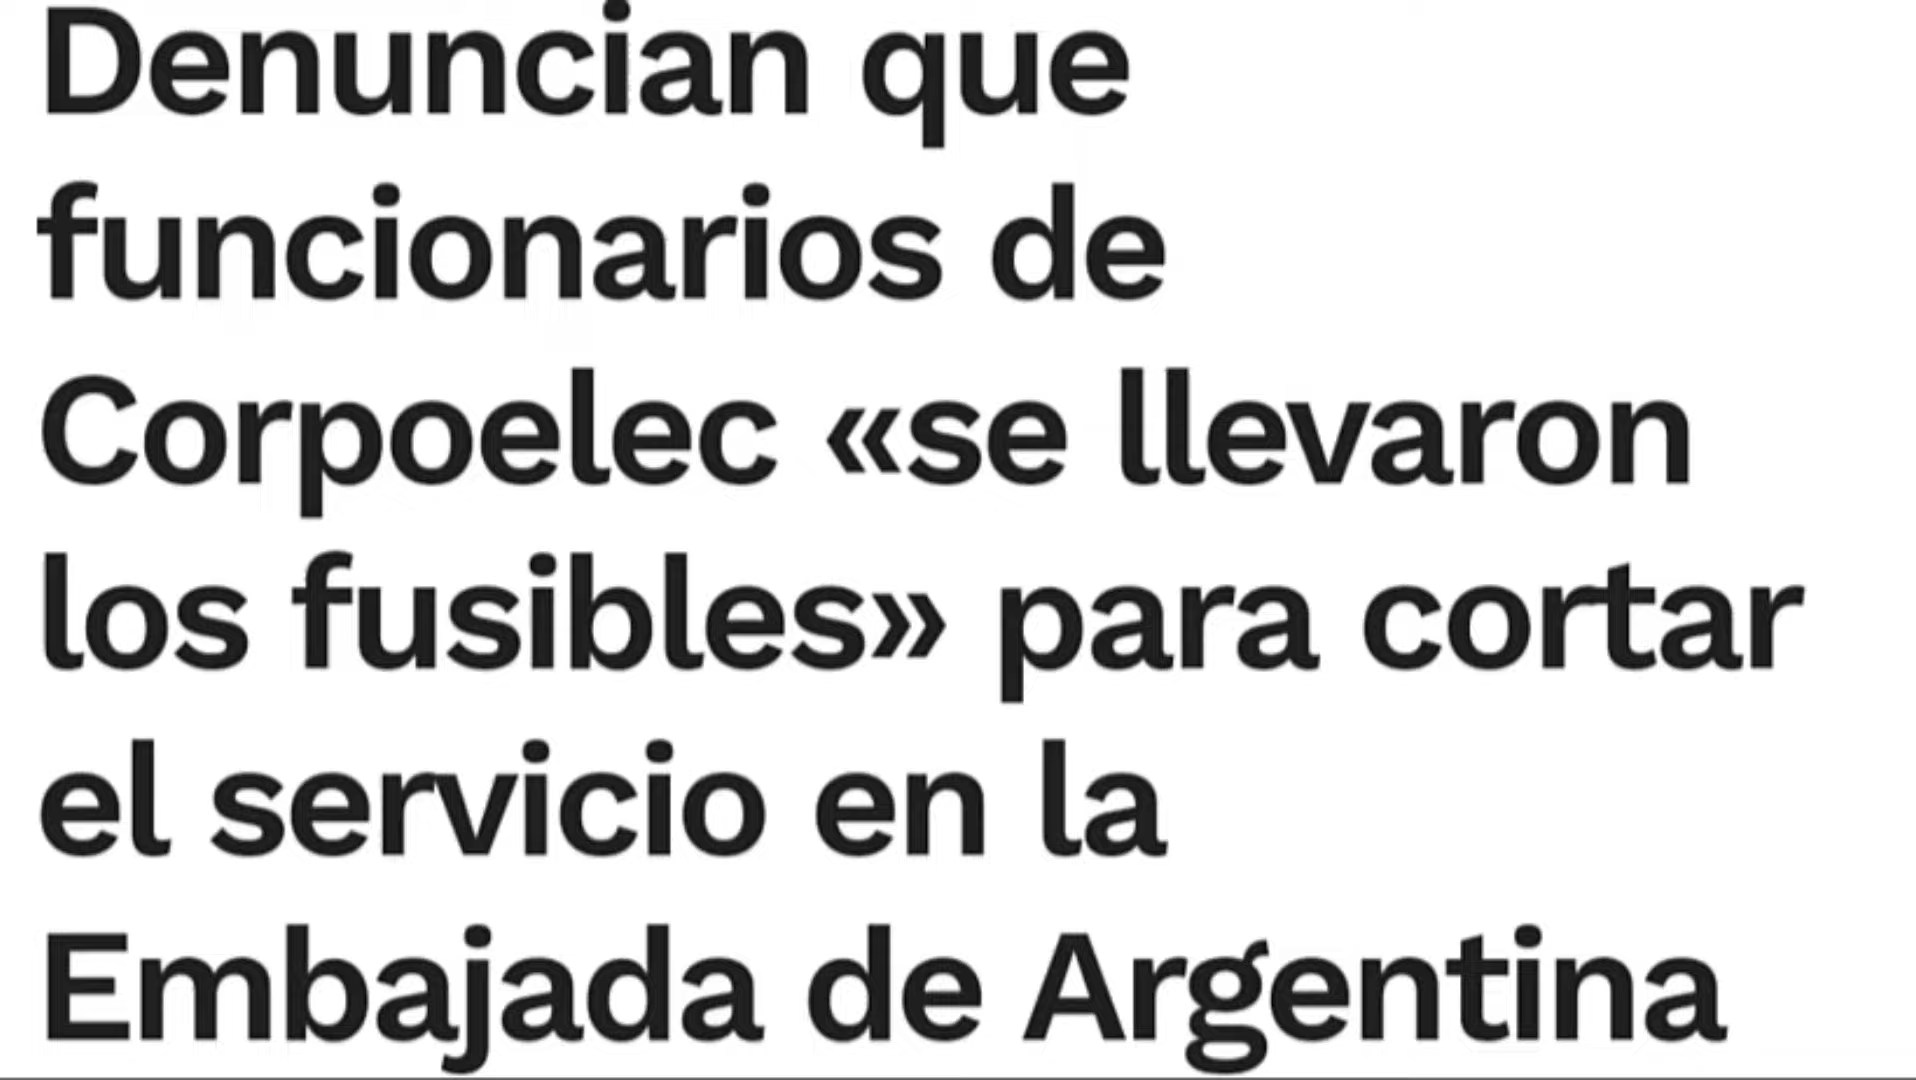 Denuncian que
funcionarios de
Corpoelec «se llevaron
los fusibles» para cortar
el servicio en la
Embajada de Argentina